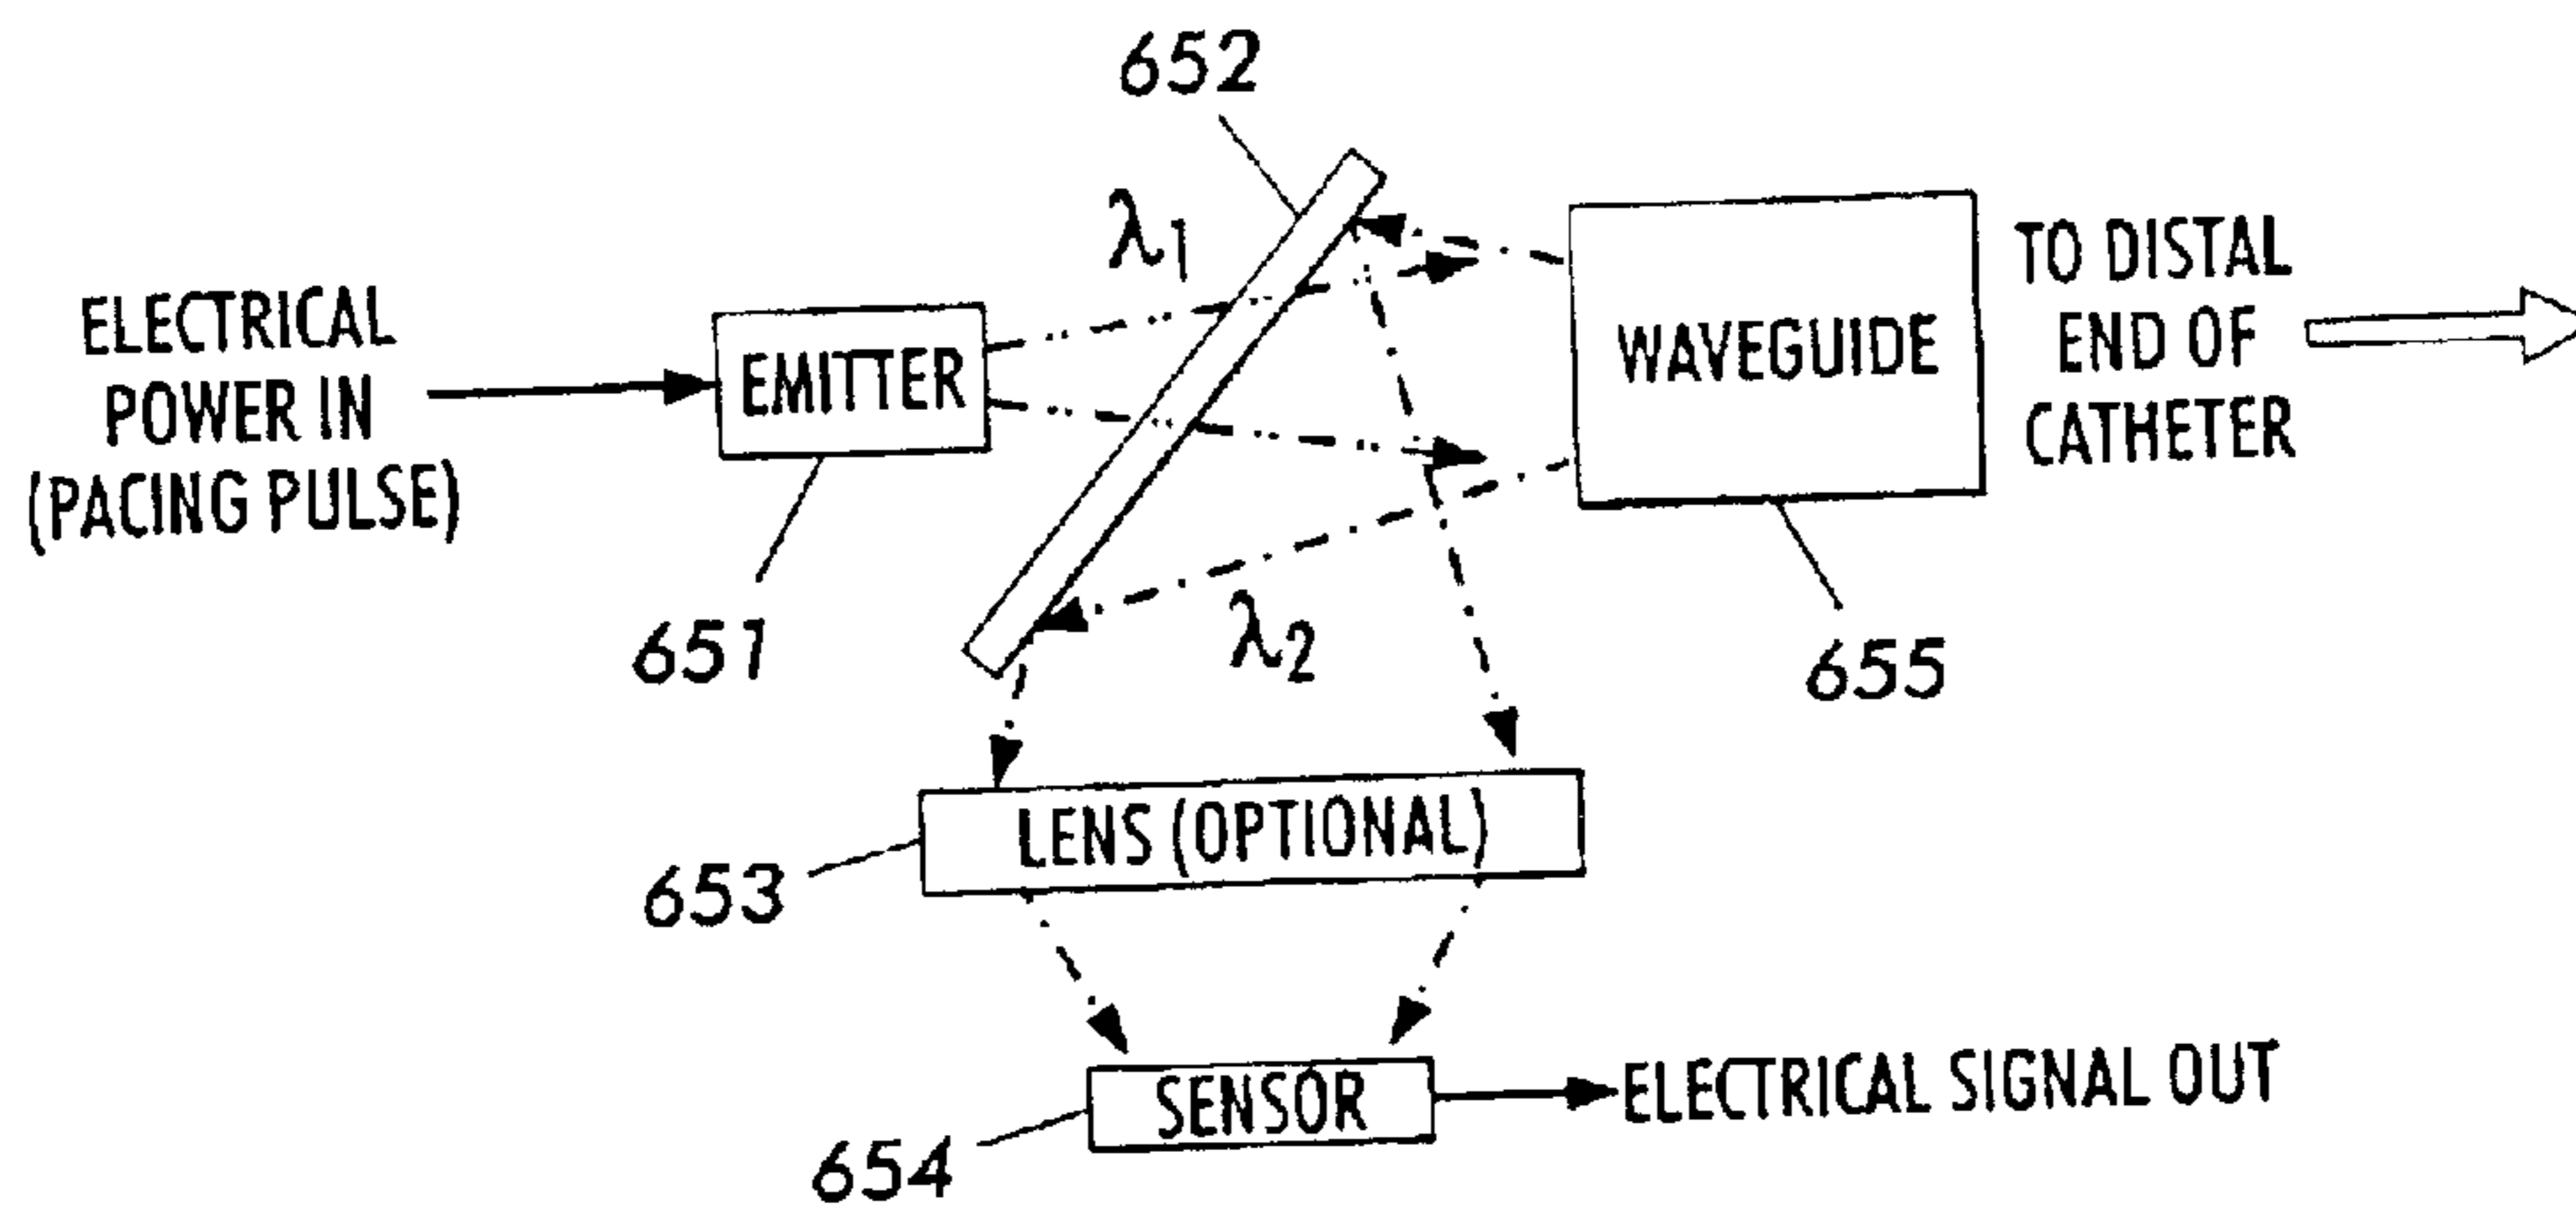 652
λ1
ELECTRICAL
POWER IN
(PACING PULSE)
EMITTER
WAVEGUIDE
TO DISTAL
END OF
CATHETER
651
λ2
655
LENS (OPTIONAL)
653
SENSOR
ELECTRICAL SIGNAL OUT
654